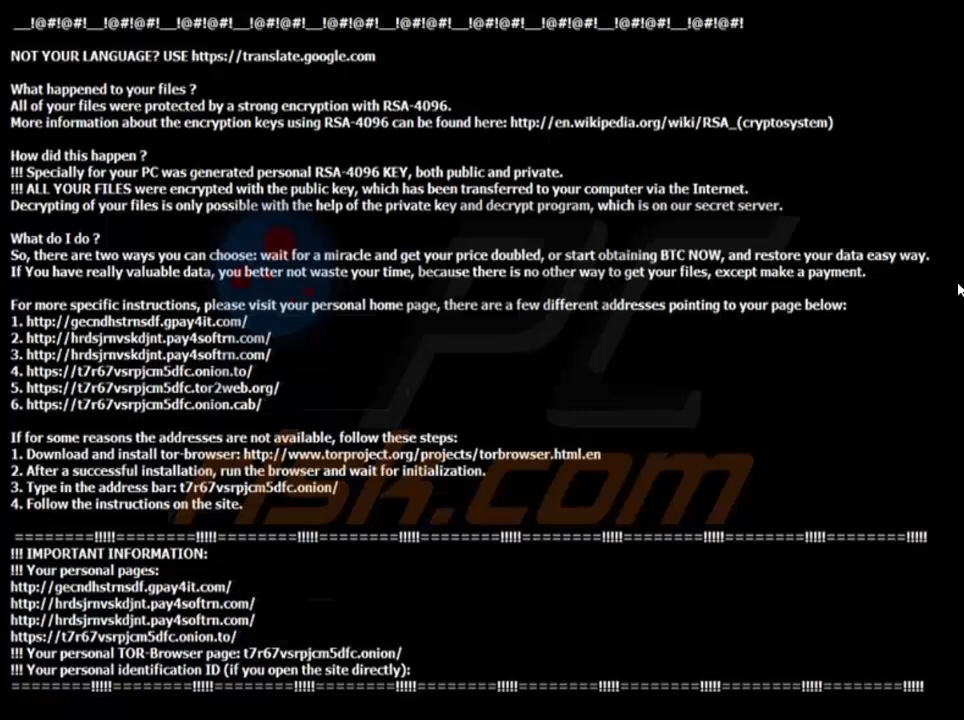 __!@#!@#!__!@#!@#!__!@#!@#!__!@#!@#!__!@#!@#!__!@#!@#!__!@#!@#!__!@#!@#!__!@#!@#!__!@#!@#!
NOT YOUR LANGUAGE? USE https://translate.google.com
What happened to your files ?
All of your files were protected by a strong encryption with RSA-4096.
More information about the encryption keys using RSA-4096 can be found here: http://en.wikipedia.org/wiki/RSA_(cryptosystem)
How did this happen ?
!!! Specially for your PC was generated personal RSA-4096 KEY, both public and private.
!!! ALL YOUR FILES were encrypted with the public key, which has been transferred to your computer via the Internet.
Decrypting of your files is only possible with the help of the private key and decrypt program, which is on our secret server.
What do I do ?
So, there are two ways you can choose: wait for a miracle and get your price doubled, or start obtaining BTC NOW, and restore your data easy way.
If You have really valuable data, you better not waste your time, because there is no other way to get your files, except make a payment.
For more specific instructions, please visit your personal home page, there are a few different addresses pointing to your page below:
1. http://gecndhstrnsdf.gpay4it.com/
2. http://hrdsjrnvskdjnt.pay4softrn.com/
3. http://hrdsjrnvskdjnt.pay4softrn.com/
4. https://t7r67vsrpjcm5dfc.onion.to/
5. https://t7r67vsrpjcm5dfc.tor2web.org/
6. https://t7r67vsrpjcm5dfc.onion.cab/
If for some reasons the addresses are not available, follow these steps:
1. Download and install tor-browser: http://www.torproject.org/projects/torbrowser.html.en
2. After a successful installation, run the browser and wait for initialization.
3. Type in the address bar: t7r67vsrpjcm5dfc.onion/
4. Follow the instructions on the site.
========!!!!!========!!!!!========!!!!!========!!!!!========!!!!!========!!!!!========!!!!!========!!!!!========!!!!!
!!! IMPORTANT INFORMATION:
!!! Your personal pages:
http://gecndhstrnsdf.gpay4it.com/
http://hrdsjrnvskdjnt.pay4softrn.com/
http://hrdsjrnvskdjnt.pay4softrn.com/
https://t7r67vsrpjcm5dfc.onion.to/
!!! Your personal TOR-Browser page: t7r67vsrpjcm5dfc.onion/
!!! Your personal identification ID (if you open the site directly):
========!!!!!========!!!!!========!!!!!========!!!!!========!!!!!========!!!!!========!!!!!========!!!!!========!!!!!
PC
risk.com